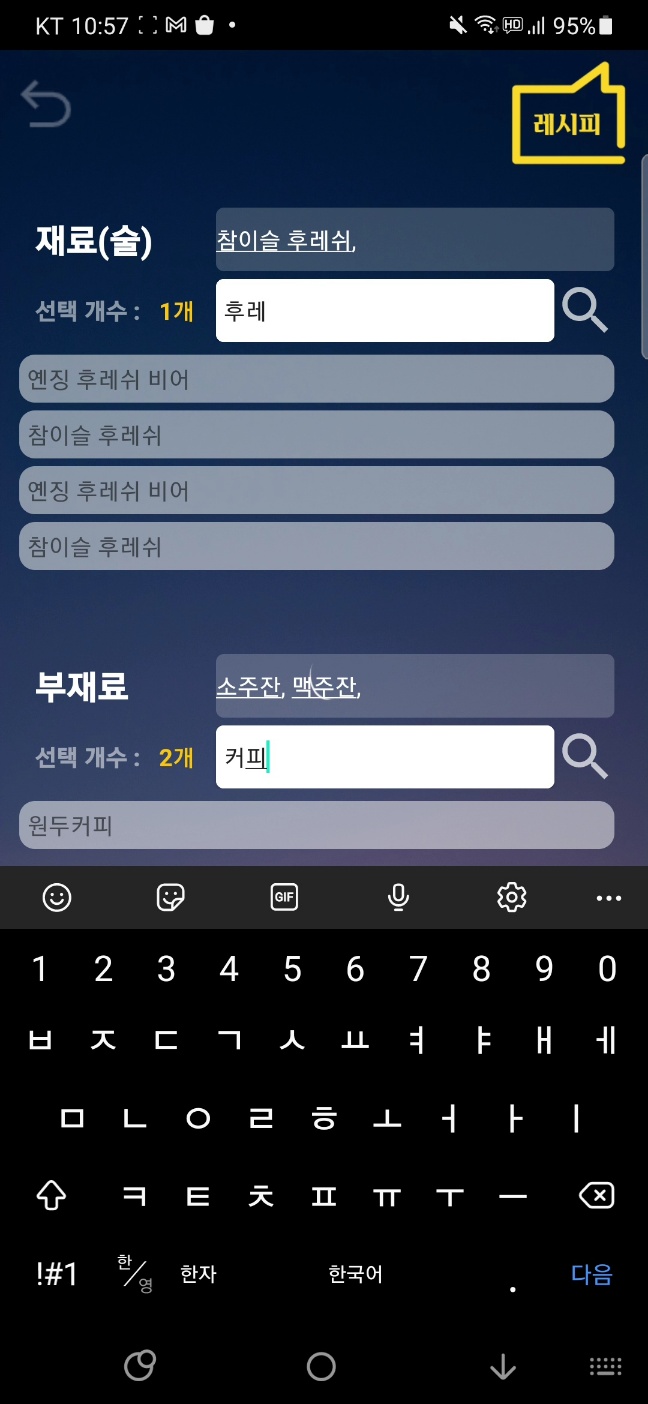 KT 10:57 HD 95%
레시피
재료(술) 참이슬 후레쉬,
선택 개수 : 1개 후레
옌징 후레쉬 비어
참이슬 후레쉬
옌징 후레쉬 비어
참이슬 후레쉬
부재료 소주잔, 맥주잔,
선택 개수 : 2개 커피
원두커피
GIF
1 2 3 4 5 6 7 8 9 0
ㅂ ㅈ ㄷ ㄱ ㅅ ㅛ ㅕ ㅑ ㅐ ㅔ
ㅁ ㄴ ㅇ ㄹ ㅎ ㅗ ㅓ ㅏ ㅣ
ㅋ ㅌ ㅊ ㅍ ㅠ ㅜ ㅡ
!#1 한/영 한자 한국어 . 다음